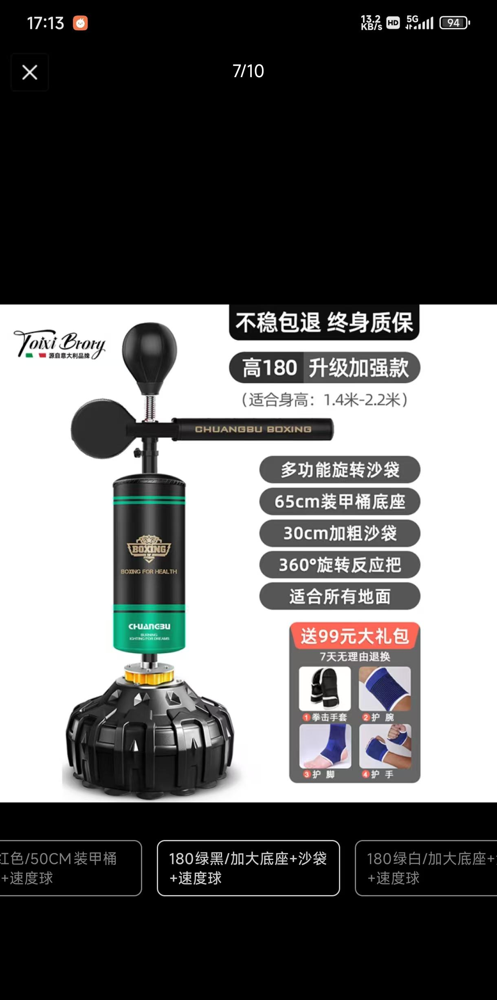 17:13
13.2
KB/s
HD
5G
94
7/10
不稳包退 终身质保
Toixi Brory
源自意大利品牌
高180 升级加强款
（适合身高：1.4米-2.2米）
CHUANGBU BOXING
多功能旋转沙袋
65cm装甲桶底座
30cm加粗沙袋
360°旋转反应把
适合所有地面
BOXING
FITNESS
BOXING FOR HEALTH
CHUANGBU
BURNING
IGHTING FOR DREAMS
送99元大礼包
7天无理由退换
1 拳击手套
2 护 腕
3 护 脚
4 护 手
红色/50CM装甲桶
+速度球
180绿黑/加大底座+沙袋
+速度球
180绿白/加大底座+
+速度球